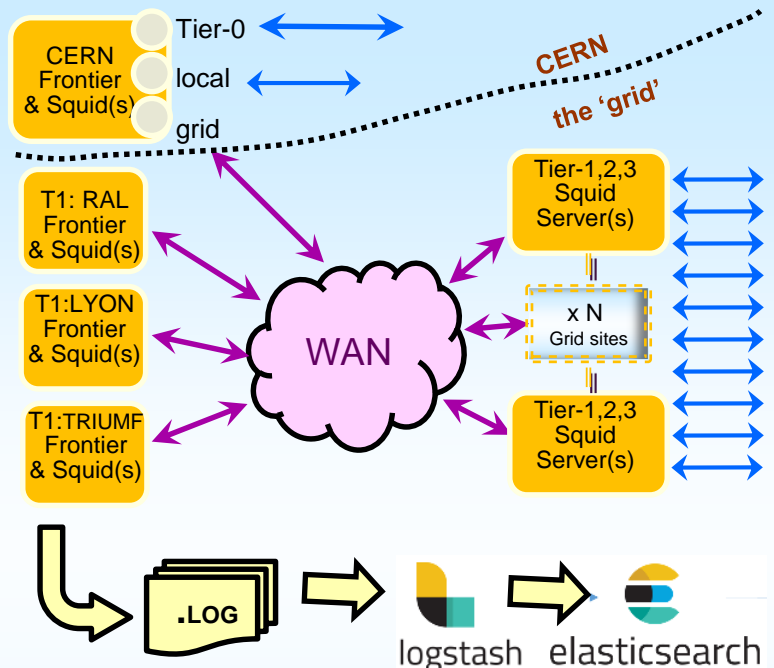 CERN
Frontier
& Squid(s)
Tier-0
local
grid
CERN
the ‘grid’
T1: RAL
Frontier
& Squid(s)
T1:LYON
Frontier
& Squid(s)
T1:TRIUMF
Frontier
& Squid(s)
WAN
Tier-1,2,3
Squid
Server(s)
x N
Grid sites
Tier-1,2,3
Squid
Server(s)
.LOG
logstash
elasticsearch